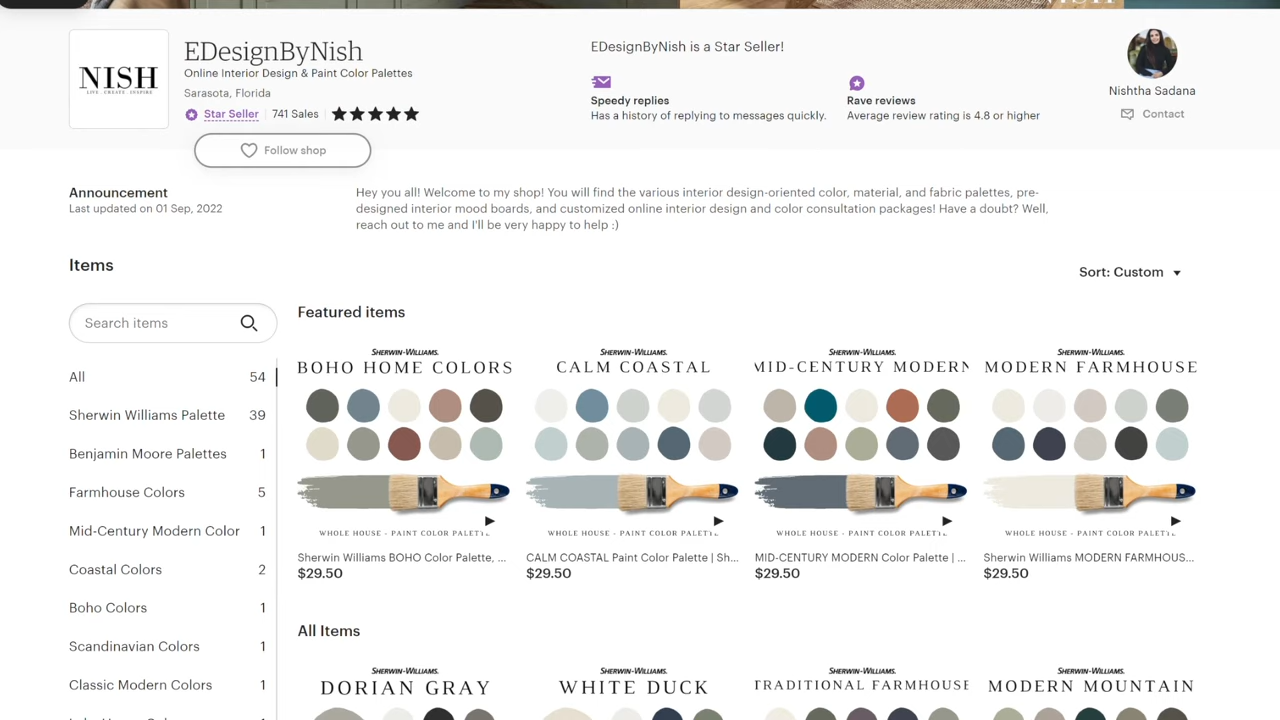 NISH
NISH
LIFE. CREATE. INSPIRE
EDesignByNish
Online Interior Design & Paint Color Palettes
Sarasota, Florida
Star Seller
741 Sales
Follow shop
EDesignByNish is a Star Seller!
Speedy replies
Has a history of replying to messages quickly.
Rave reviews
Average review rating is 4.8 or higher
Nishtha Sadana
Contact
Announcement
Last updated on 01 Sep, 2022
Hey you all! Welcome to my shop! You will find the various interior design-oriented color, material, and fabric palettes, pre-
designed interior mood boards, and customized online interior design and color consultation packages! Have a doubt? Well,
reach out to me and I'll be very happy to help :)
Items
Sort: Custom
Search items
All 54
Sherwin Williams Palette 39
Benjamin Moore Palettes 1
Farmhouse Colors 5
Mid-Century Modern Color 1
Coastal Colors 2
Boho Colors 1
Scandinavian Colors 1
Classic Modern Colors 1
Featured items
SHERWIN-WILLIAMS.
BOHO HOME COLORS
WHOLE HOUSE - PAINT COLOR PALETT
Sherwin Williams BOHO Color Palette, ...
$29.50
SHERWIN-WILLIAMS.
CALM COASTAL
WHOLE HOUSE - PAINT COLOR PALETT
CALM COASTAL Paint Color Palette | Sh...
$29.50
SHERWIN-WILLIAMS.
MID-CENTURY MODERN
WHOLE HOUSE - PAINT COLOR PALETT
MID-CENTURY MODERN Color Palette | ...
$29.50
SHERWIN-WILLIAMS.
MODERN FARMHOUSE
WHOLE HOUSE - PAINT COLOR PALETT
Sherwin Williams MODERN FARMHOUS...
$29.50
All Items
SHERWIN-WILLIAMS.
DORIAN GRAY
SHERWIN-WILLIAMS.
WHITE DUCK
SHERWIN-WILLIAMS.
TRADITIONAL FARMHOUSE
SHERWIN-WILLIAMS.
MODERN MOUNTAIN